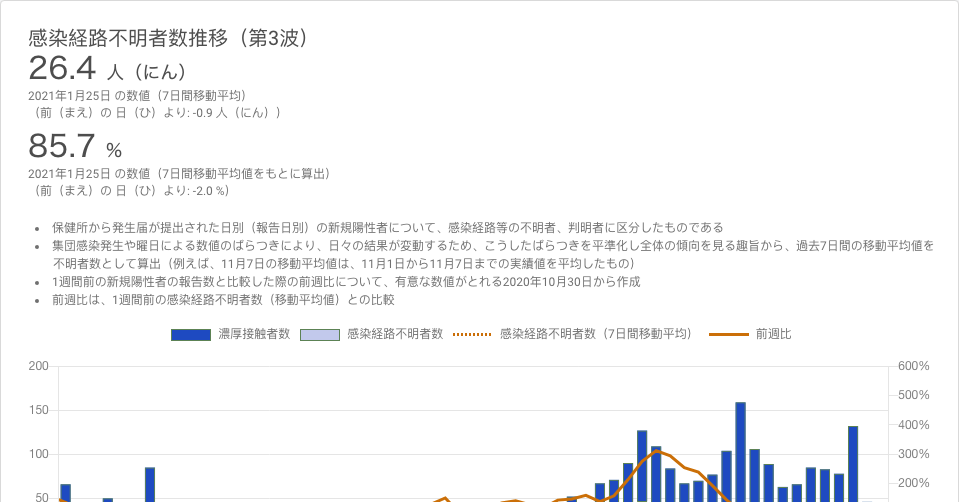 感染経路不明者数推移（第3波）
26.4 人（にん）
2021年1月25日 の数値（7日間移動平均）
（前（まえ）の 日（ひ）より: -0.9 人（にん））
85.7 %
2021年1月25日 の数値（7日間移動平均値をもとに算出）
（前（まえ）の 日（ひ）より: -2.0 %）
• 保健所から発生届が提出された日別（報告日別）の新規陽性者について、感染経路等の不明者、判明者に区分したものである
• 集団感染発生や曜日による数値のばらつきにより、日々の結果が変動するため、こうしたばらつきを平準化し全体の傾向を見る趣旨から、過去7日間の移動平均値を
不明者数として算出（例えば、11月7日の移動平均値は、11月1日から11月7日までの実績値を平均したもの）
• 1週間前の新規陽性者の報告数と比較した際の前週比について、有意な数値がとれる2020年10月30日から作成
• 前週比は、1週間前の感染経路不明者数（移動平均値）との比較
濃厚接触者数 感染経路不明者数 感染経路不明者数（7日間移動平均） 前週比
200 600%
500%
150
400%
100 300%
200%
50